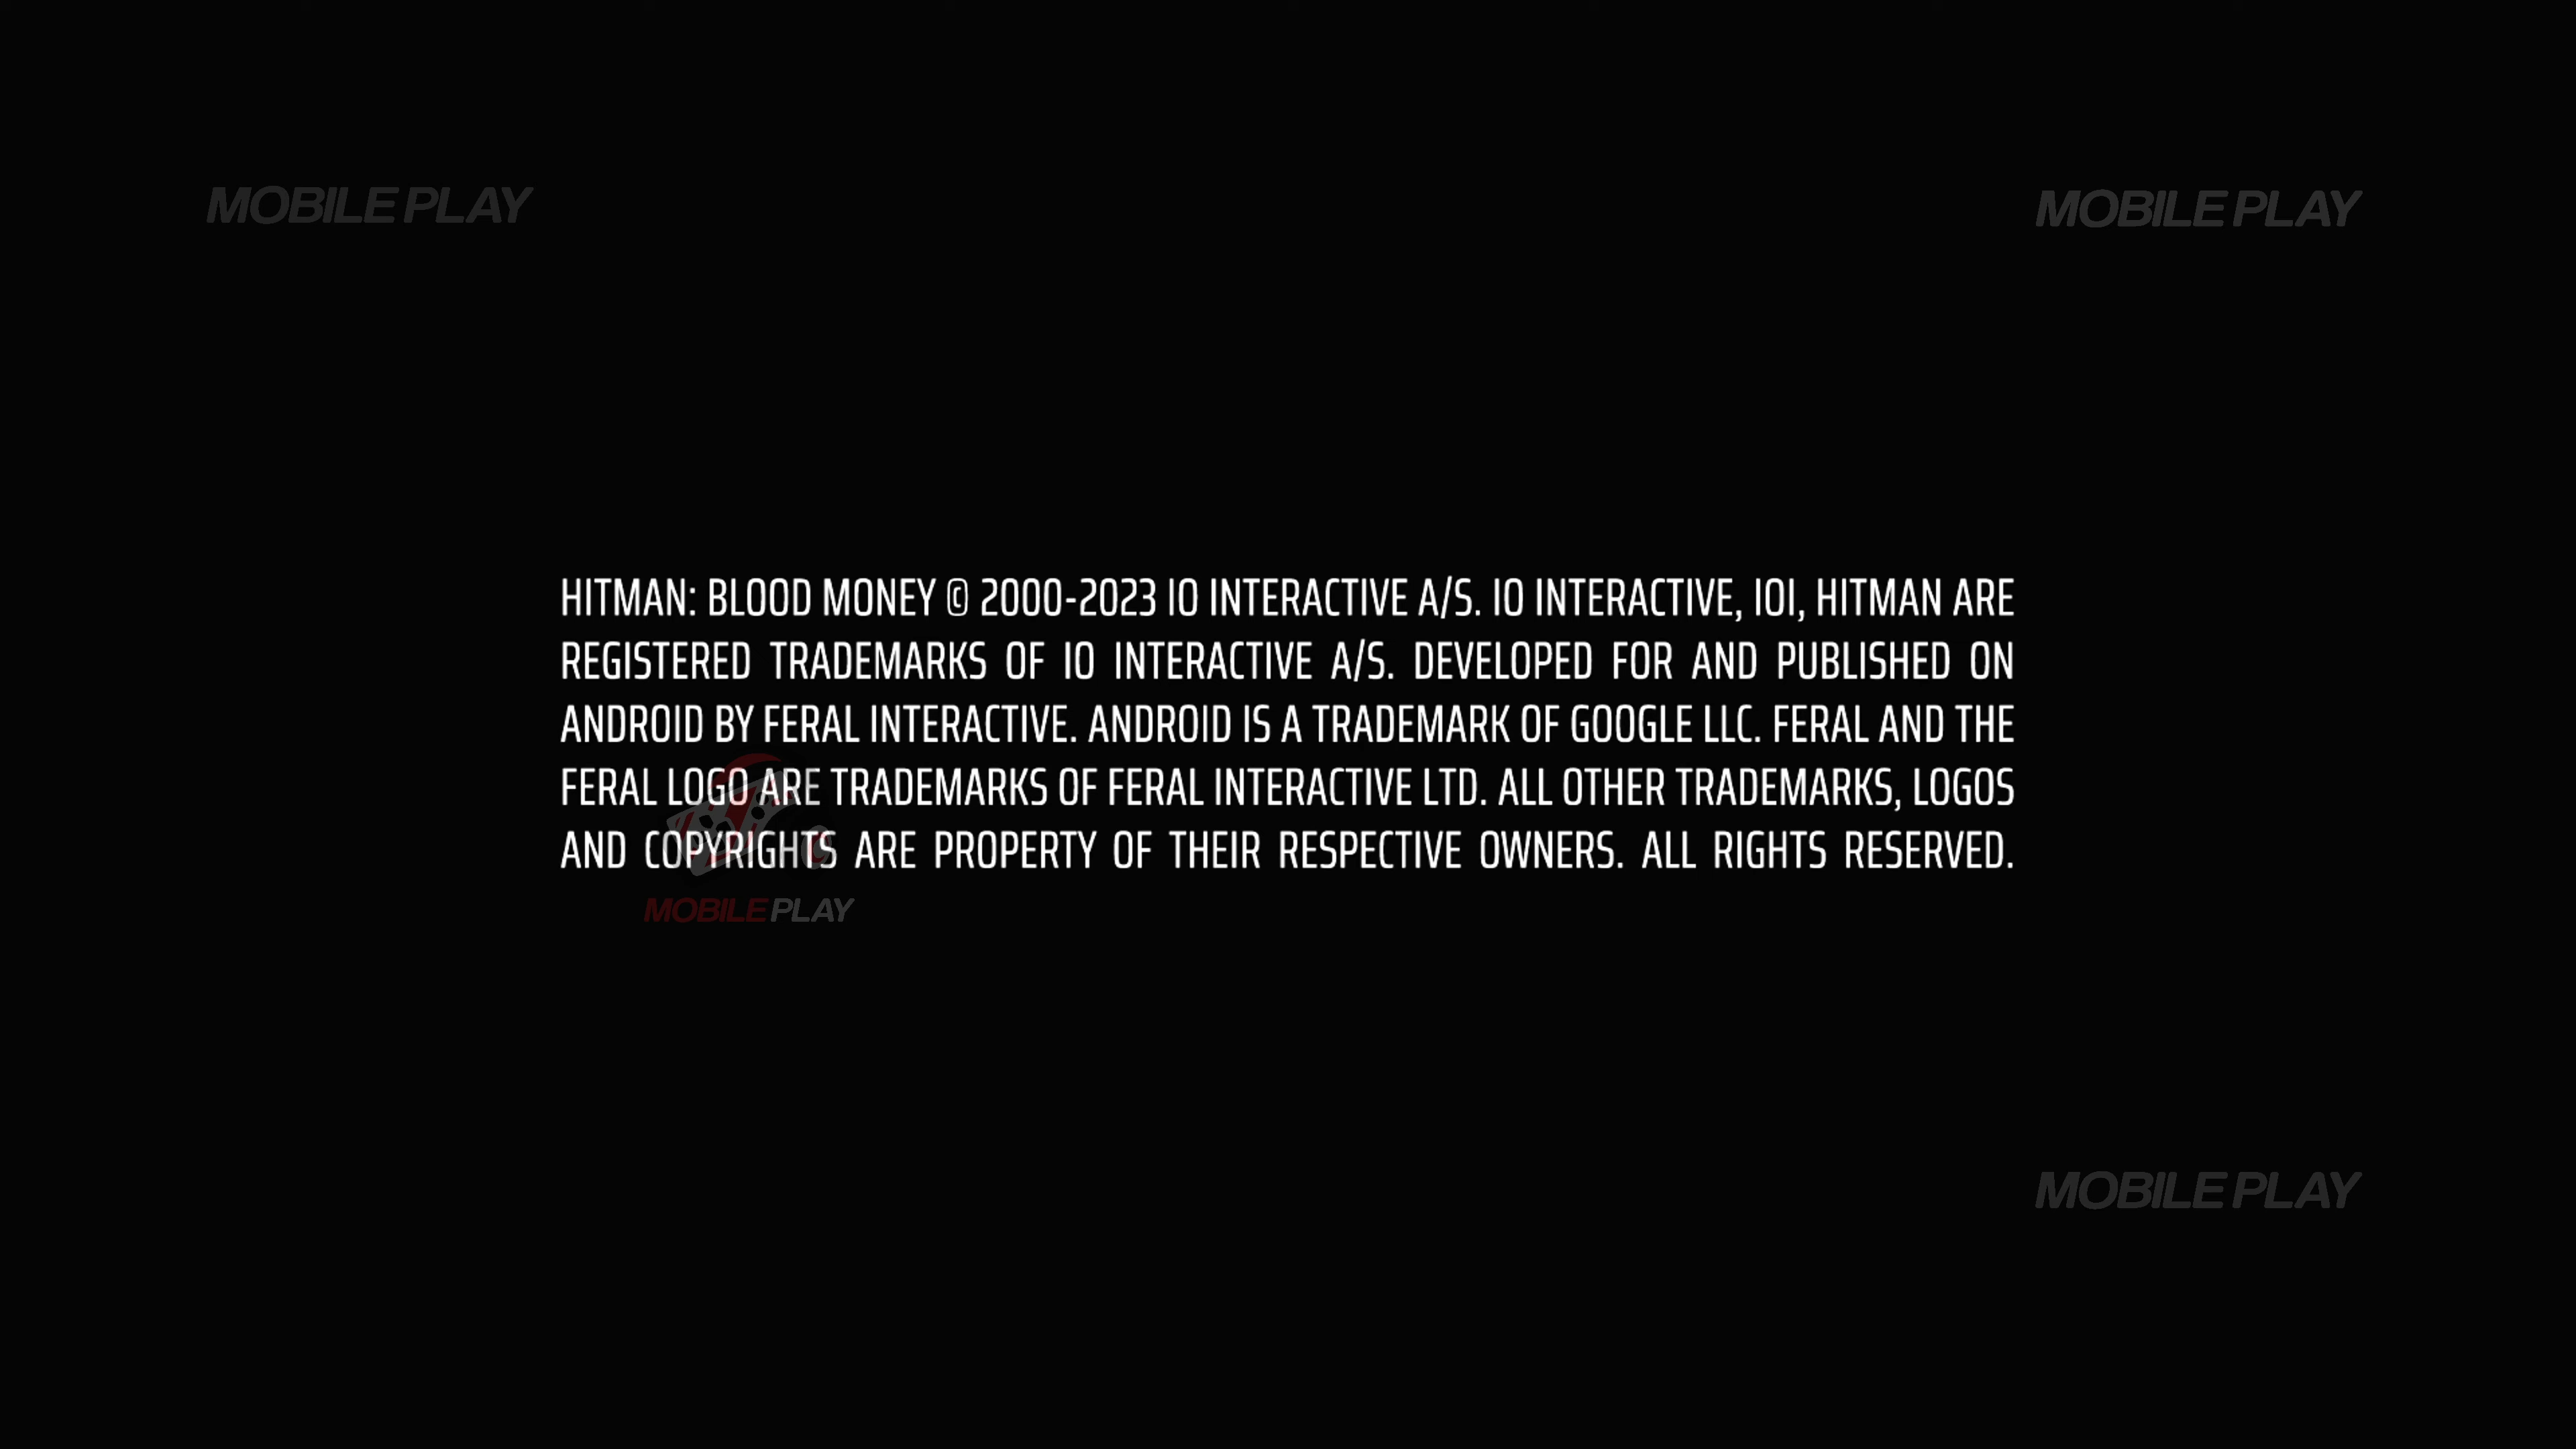 MOBILE PLAY
MOBILE PLAY
HITMAN: BLOOD MONEY © 2000-2023 IO INTERACTIVE A/S. IO INTERACTIVE, IOI, HITMAN ARE
REGISTERED TRADEMARKS OF IO INTERACTIVE A/S. DEVELOPED FOR AND PUBLISHED ON
ANDROID BY FERAL INTERACTIVE. ANDROID IS A TRADEMARK OF GOOGLE LLC. FERAL AND THE
FERAL LOGO ARE TRADEMARKS OF FERAL INTERACTIVE LTD. ALL OTHER TRADEMARKS, LOGOS
AND COPYRIGHTS ARE PROPERTY OF THEIR RESPECTIVE OWNERS. ALL RIGHTS RESERVED.
MOBILEPLAY
MOBILE PLAY